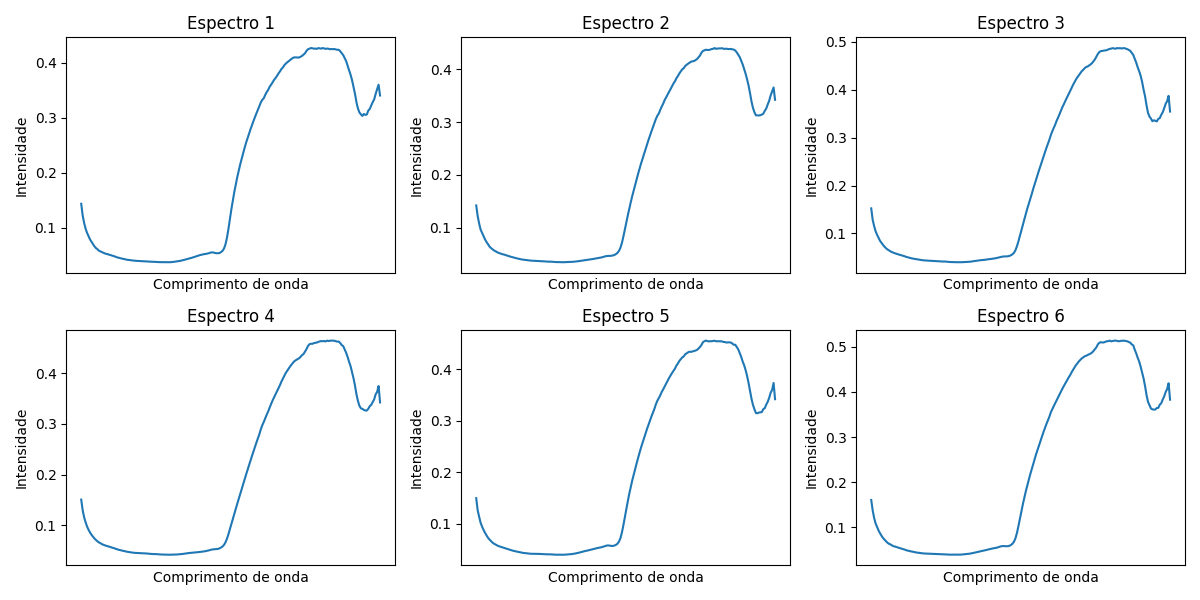 Espectro 1
Espectro 2
Espectro 3
Intensidade
0.4
0.3
0.2
0.1
Comprimento de onda
Intensidade
0.4
0.3
0.2
0.1
Comprimento de onda
Intensidade
0.5
0.4
0.3
0.2
0.1
Comprimento de onda
Espectro 4
Espectro 5
Espectro 6
Intensidade
0.4
0.3
0.2
0.1
Comprimento de onda
Intensidade
0.4
0.3
0.2
0.1
Comprimento de onda
Intensidade
0.5
0.4
0.3
0.2
0.1
Comprimento de onda